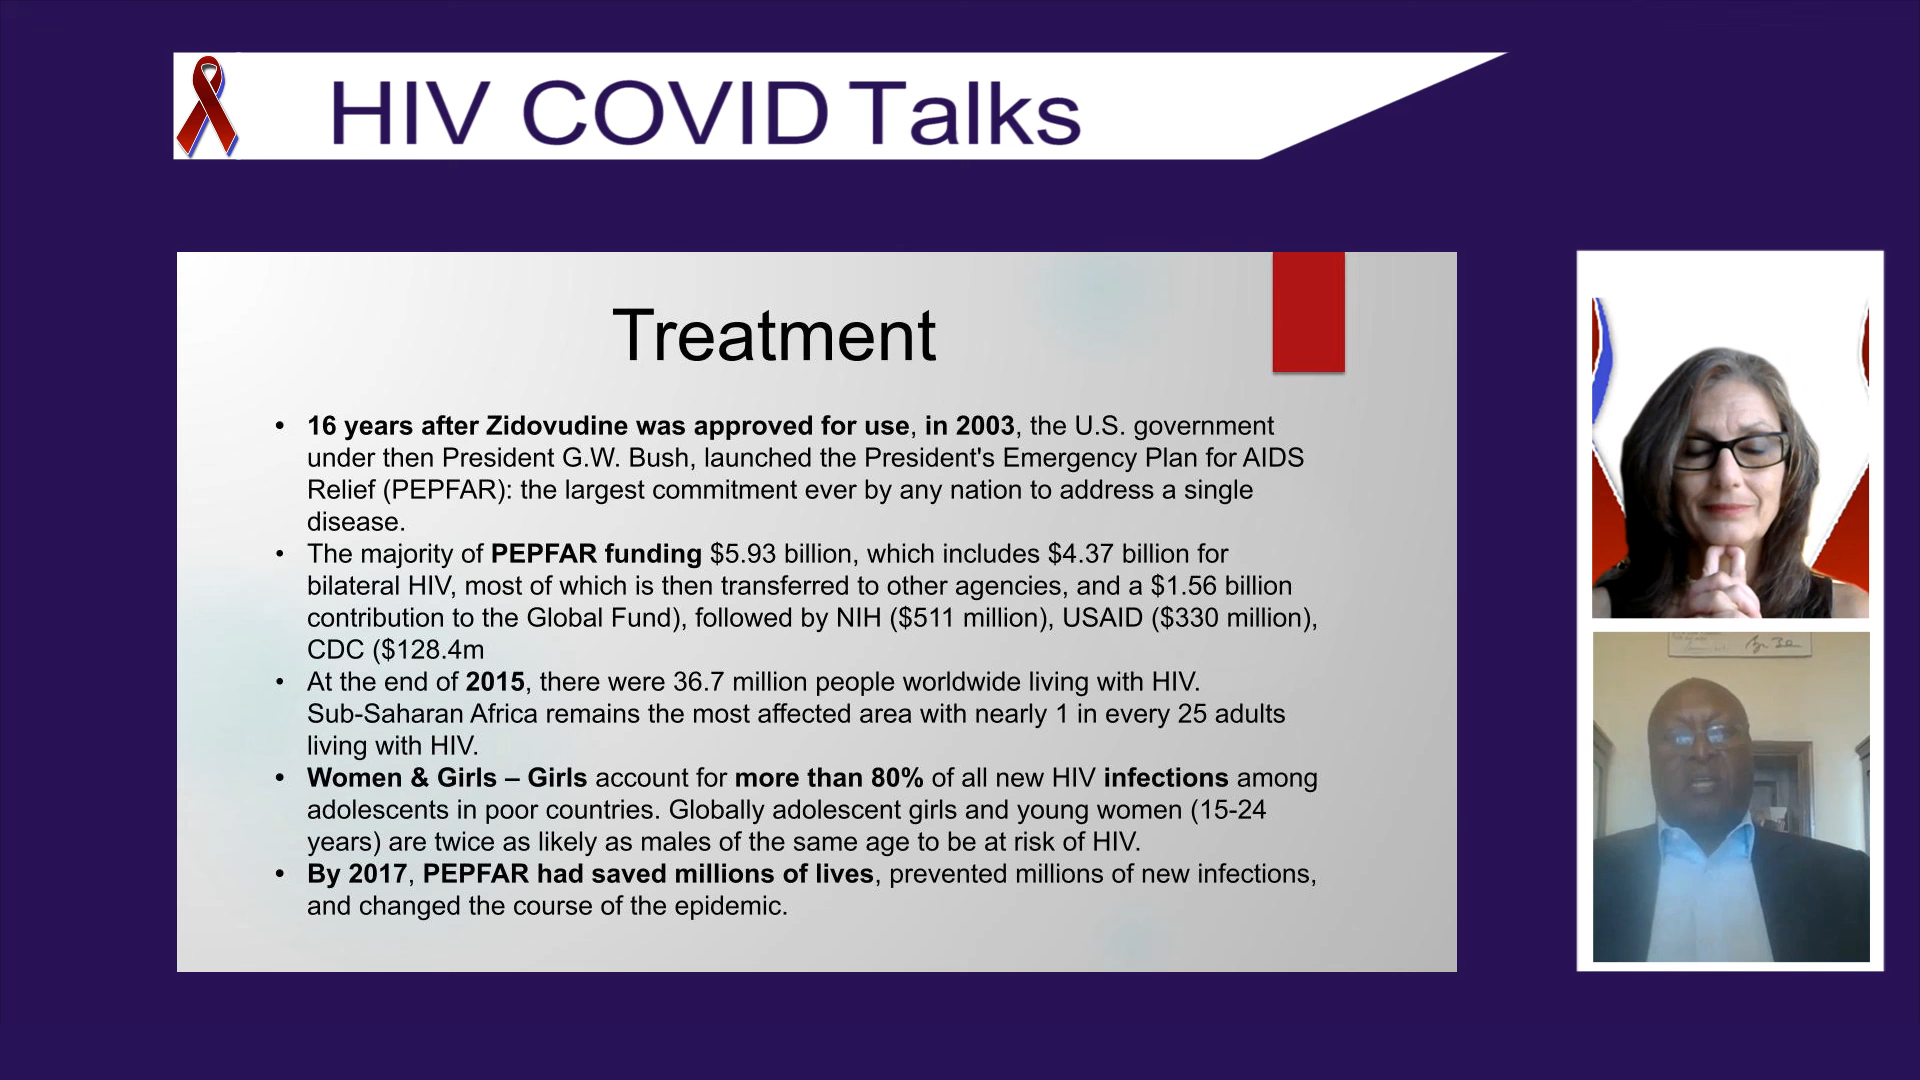 HIV COVID Talks
Treatment
• 16 years after Zidovudine was approved for use, in 2003, the U.S. government
under then President G.W. Bush, launched the President's Emergency Plan for AIDS
Relief (PEPFAR): the largest commitment ever by any nation to address a single
disease.
• The majority of PEPFAR funding $5.93 billion, which includes $4.37 billion for
bilateral HIV, most of which is then transferred to other agencies, and a $1.56 billion
contribution to the Global Fund), followed by NIH ($511 million), USAID ($330 million),
CDC ($128.4m
• At the end of 2015, there were 36.7 million people worldwide living with HIV.
Sub-Saharan Africa remains the most affected area with nearly 1 in every 25 adults
living with HIV.
• Women & Girls – Girls account for more than 80% of all new HIV infections among
adolescents in poor countries. Globally adolescent girls and young women (15-24
years) are twice as likely as males of the same age to be at risk of HIV.
• By 2017, PEPFAR had saved millions of lives, prevented millions of new infections,
and changed the course of the epidemic.